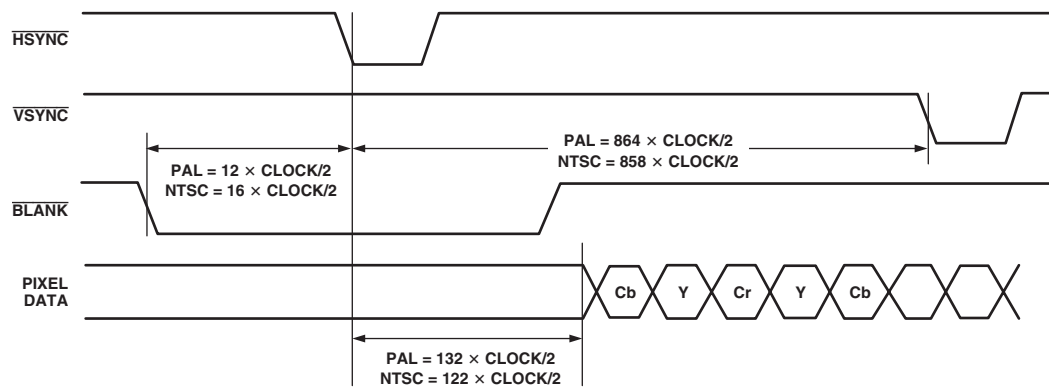 HSYNC
VSYNC
PAL = 864 × CLOCK/2
NTSC = 858 × CLOCK/2
PAL = 12 × CLOCK/2
NTSC = 16 × CLOCK/2
BLANK
PIXEL
DATA
Cb Y Cr Y Cb
PAL = 132 × CLOCK/2
NTSC = 122 × CLOCK/2